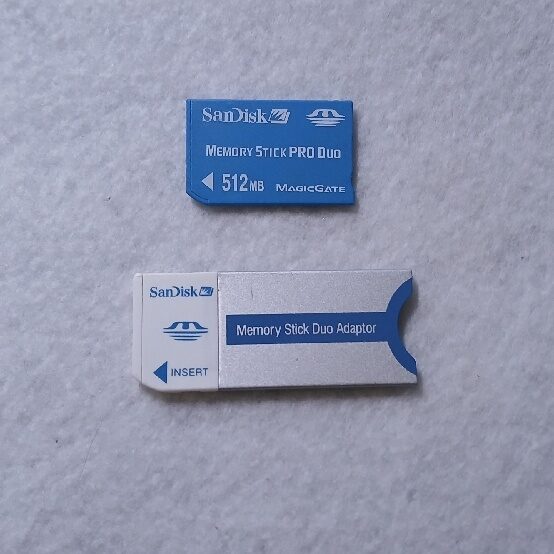 SanDisk
MEMORY STICK PRO DUO
512MB MAGICGATE
SanDisk
Memory Stick Duo Adaptor
INSERT